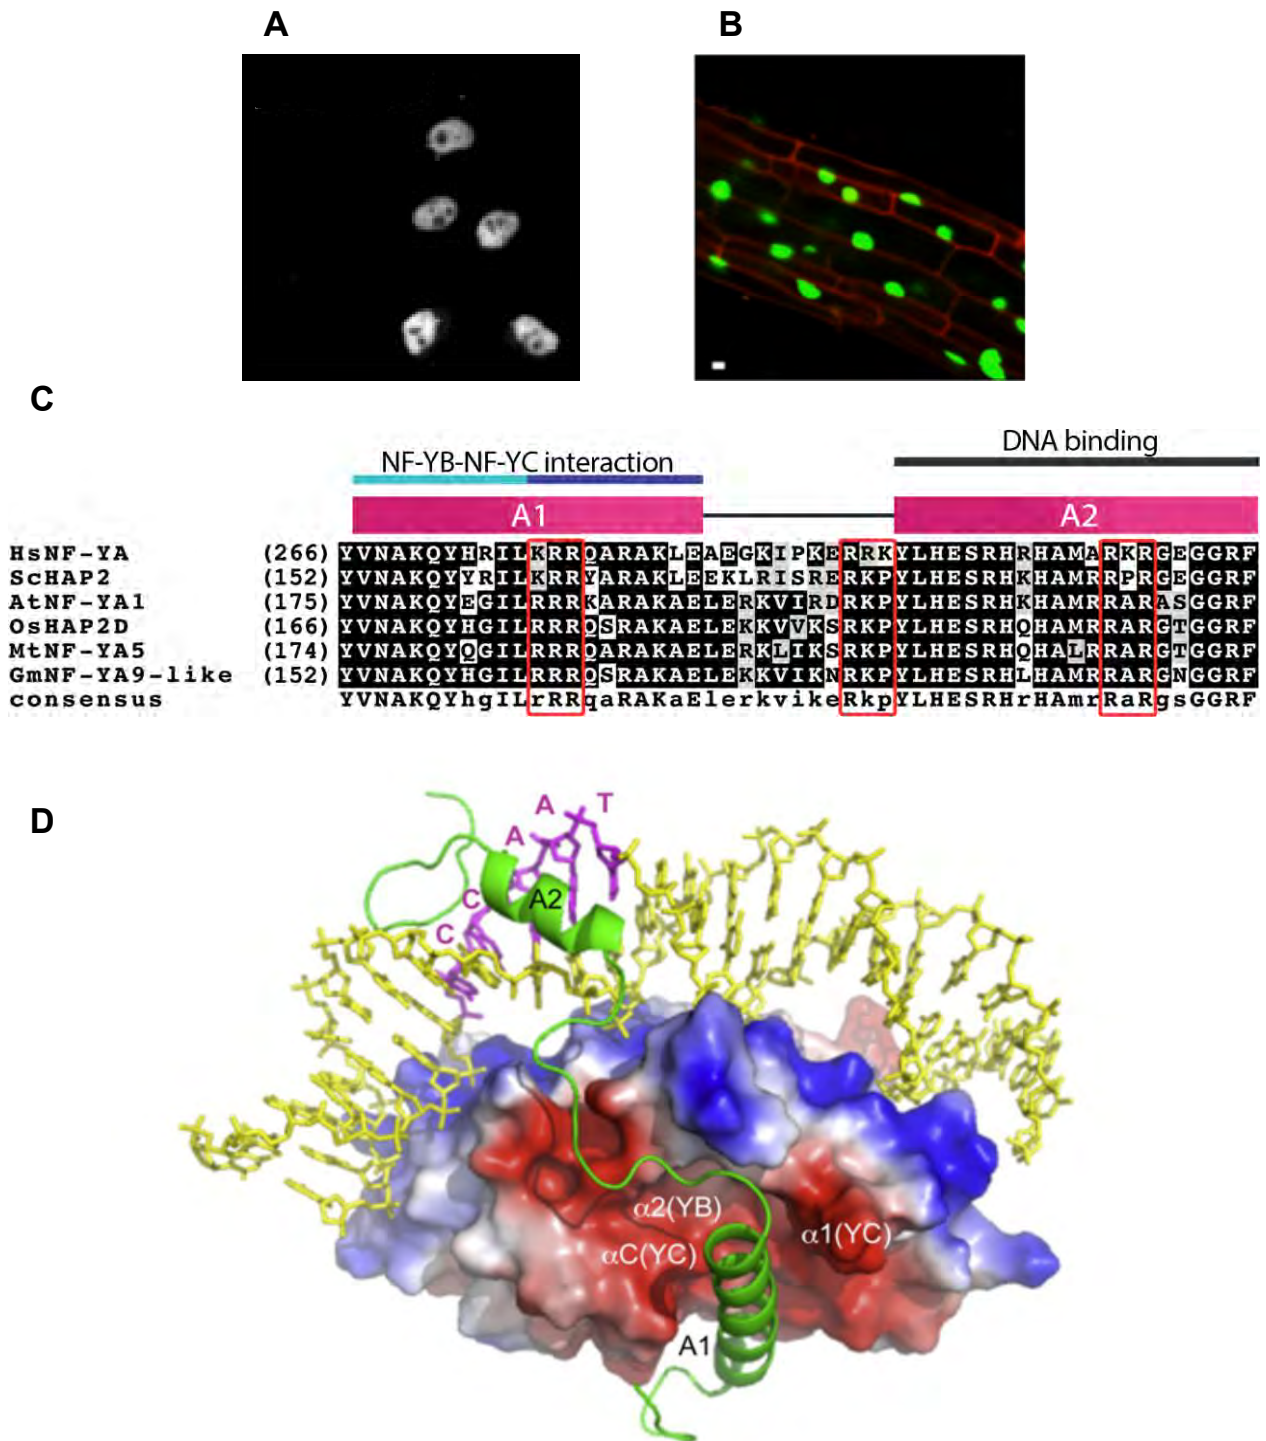 A
B
C
NF-YB-NF-YC interaction
DNA binding
A1
A2
HsNF-YA (266) YVNAKQYHRILKRRQARAKLEAEGKIPKERRKYLHESRHRHAMARKRGEGGRF
ScHAP2 (152) YVNAKQYYRILKRRYARAKLEEKLRISRERKPYLHESRHKHAMRRPRGEGGRF
AtNF-YA1 (175) YVNAKQYEGILRRRKARAKAELERKVIRDRKPYLHESRHKHAMRRARASGGRF
OsHAP2D (166) YVNAKQYHGILRRRQSRAKAELEKKVVKSRKPYLHESRHQHAMRRARGTGGRF
MtNF-YA5 (174) YVNAKQYQGILRRRQARAKAELERKLIKSRKPYLHESRHQHALRRARGTGGRF
GmNF-YA9-like (152) YVNAKQYHGILRRRQSRAKAELEKKVIKNRKPYLHESRHLHAMRRARGNGGRF
consensus YVNAKQYhgILrRRqaRAKaElerkvikeRkpYLHESRHrHAmrRaRgsGGRF
D
C C A A T
A2
α2(YB)
αC(YC)
α1(YC)
A1